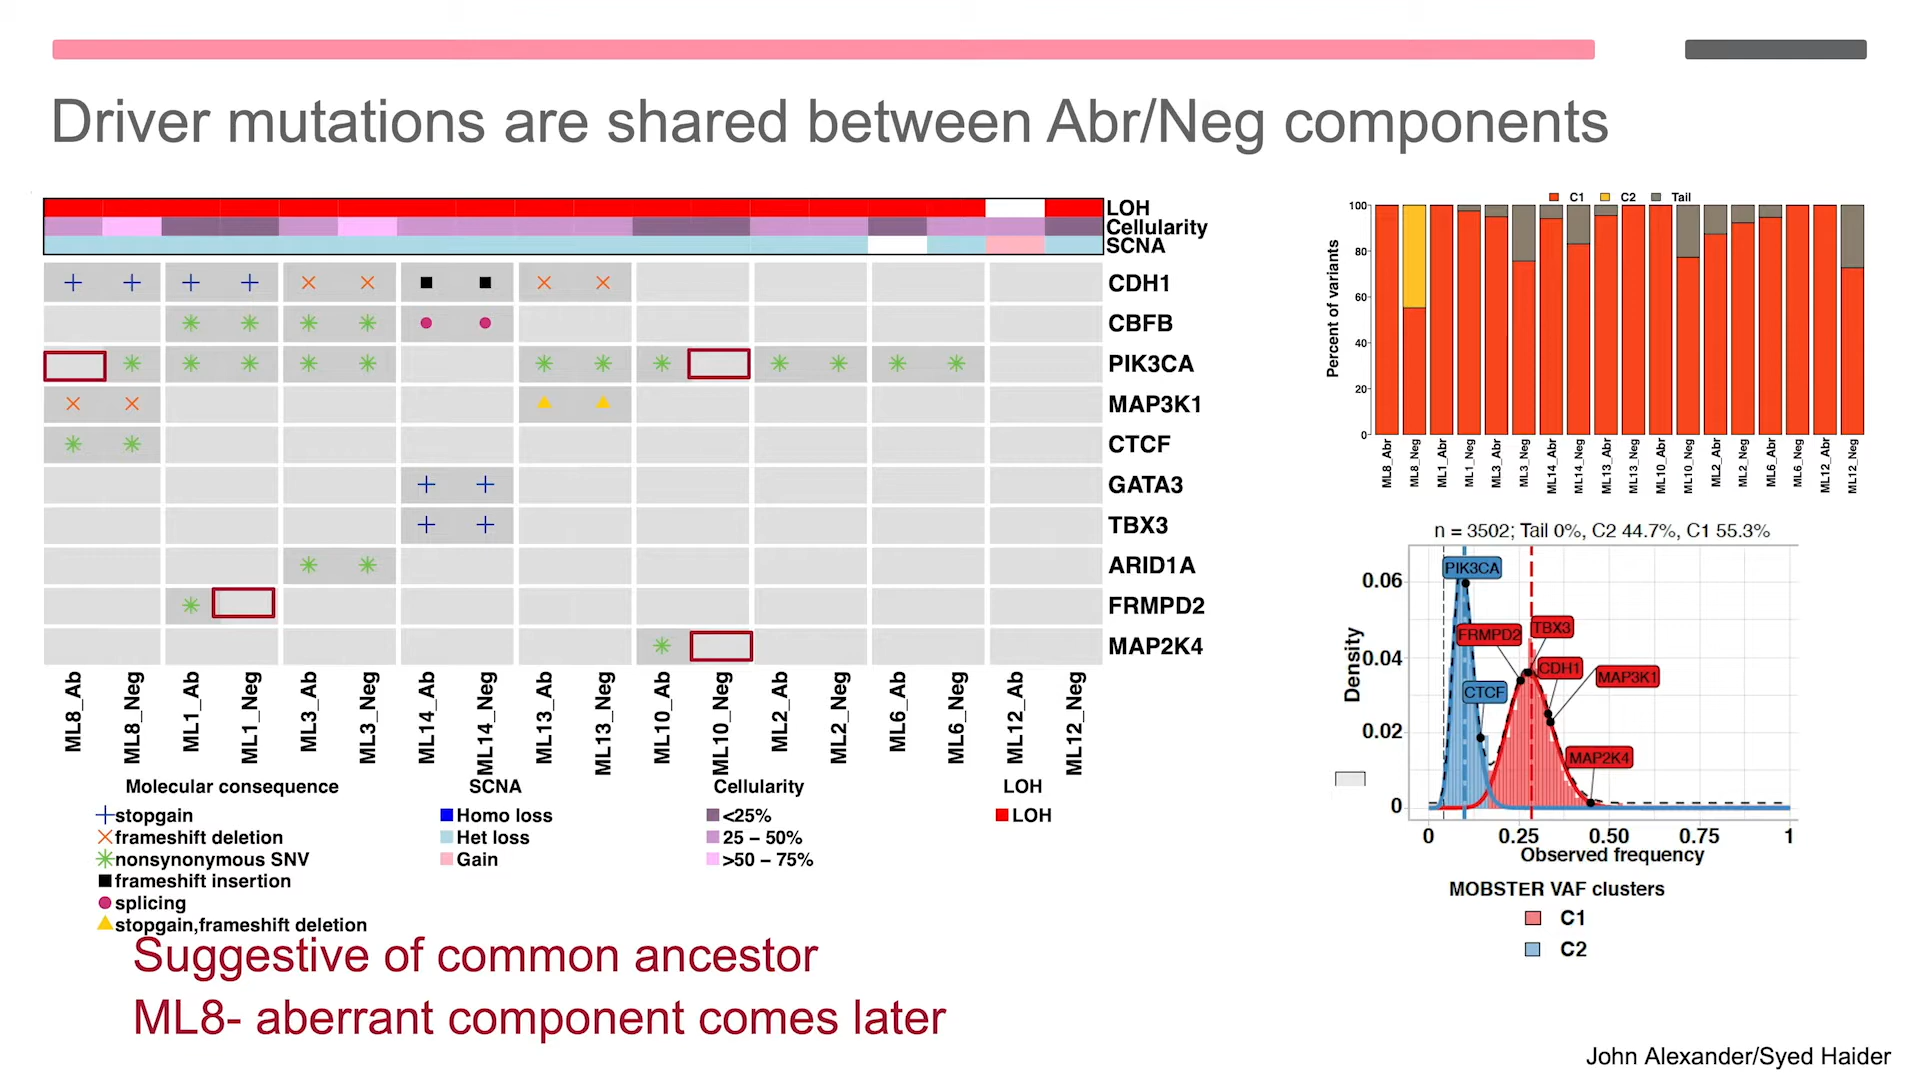 Driver mutations are shared between Abr/Neg components
LOH
Cellularity
SCNA
CDH1
CBFB
PIK3CA
MAP3K1
CTCF
GATA3
TBX3
ARID1A
FRMPD2
MAP2K4
ML8_Ab
ML8_Neg
ML1_Ab
ML1_Neg
ML3_Ab
ML3_Neg
ML14_Ab
ML14_Neg
ML13_Ab
ML13_Neg
ML10_Ab
ML10_Neg
ML2_Ab
ML2_Neg
ML6_Ab
ML6_Neg
ML12_Ab
ML12_Neg
Molecular consequence
stopgain
frameshift deletion
nonsynonymous SNV
frameshift insertion
splicing
stopgain,frameshift deletion
SCNA
Homo loss
Het loss
Gain
Cellularity
<25%
25 – 50%
>50 – 75%
LOH
LOH
Suggestive of common ancestor
ML8- aberrant component comes later
C1 C2 Tail
Percent of variants
100
80
60
40
20
0
ML8_Abr
ML8_Neg
ML1_Abr
ML1_Neg
ML3_Abr
ML3_Neg
ML14_Abr
ML14_Neg
ML13_Abr
ML13_Neg
ML10_Abr
ML10_Neg
ML2_Abr
ML2_Neg
ML6_Abr
ML6_Neg
ML12_Abr
ML12_Neg
n = 3502; Tail 0%, C2 44.7%, C1 55.3%
Density
0.06
0.04
0.02
0
PIK3CA
FRMPD2
TBX3
CDH1
MAP3K1
CTCF
MAP2K4
0 0.25 0.50 0.75 1
Observed frequency
MOBSTER VAF clusters
C1
C2
John Alexander/Syed Haider